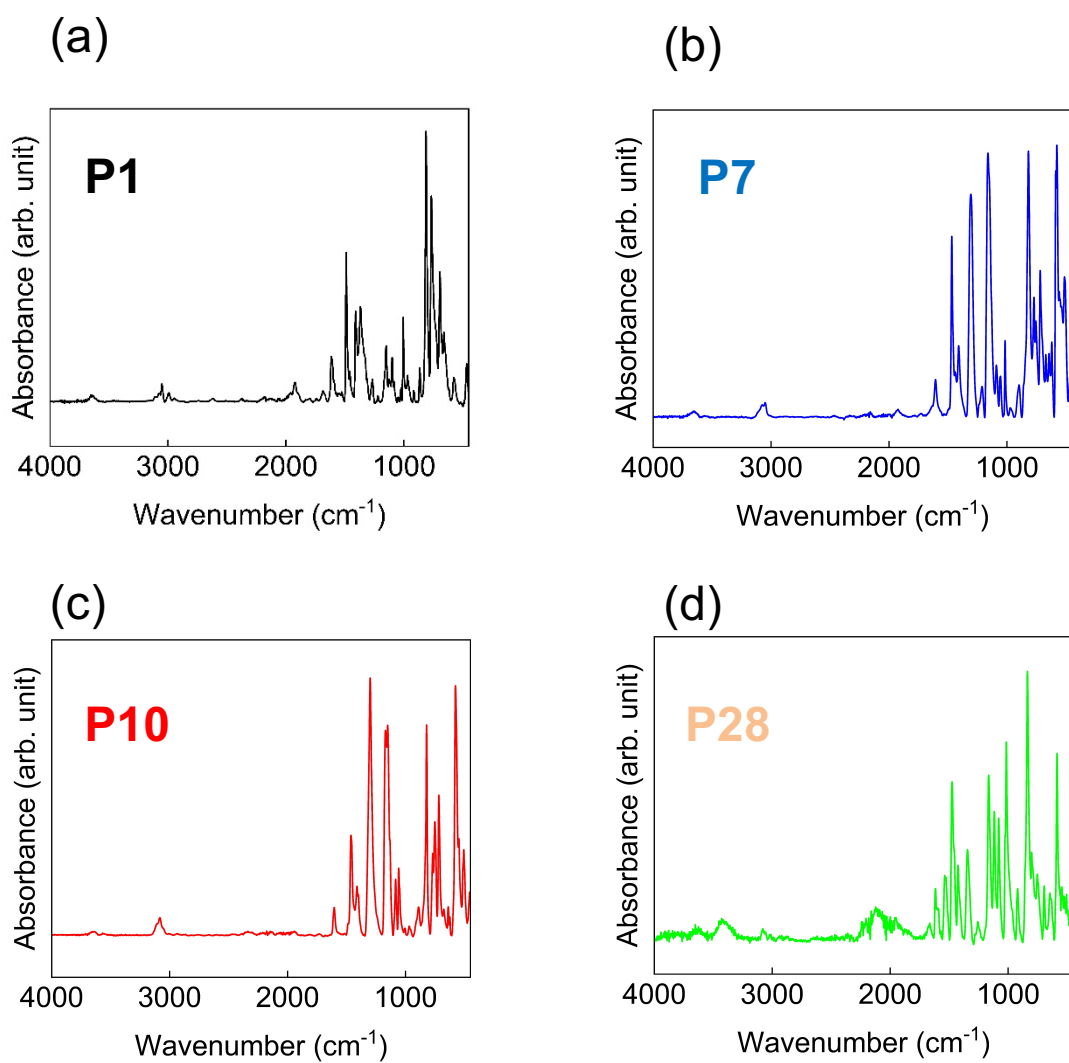 (a)
P1
Absorbance (arb. unit)
4000 3000 2000 1000
Wavenumber (cm⁻¹)
(b)
P7
Absorbance (arb. unit)
4000 3000 2000 1000
Wavenumber (cm⁻¹)
(c)
P10
Absorbance (arb. unit)
4000 3000 2000 1000
Wavenumber (cm⁻¹)
(d)
P28
Absorbance (arb. unit)
4000 3000 2000 1000
Wavenumber (cm⁻¹)